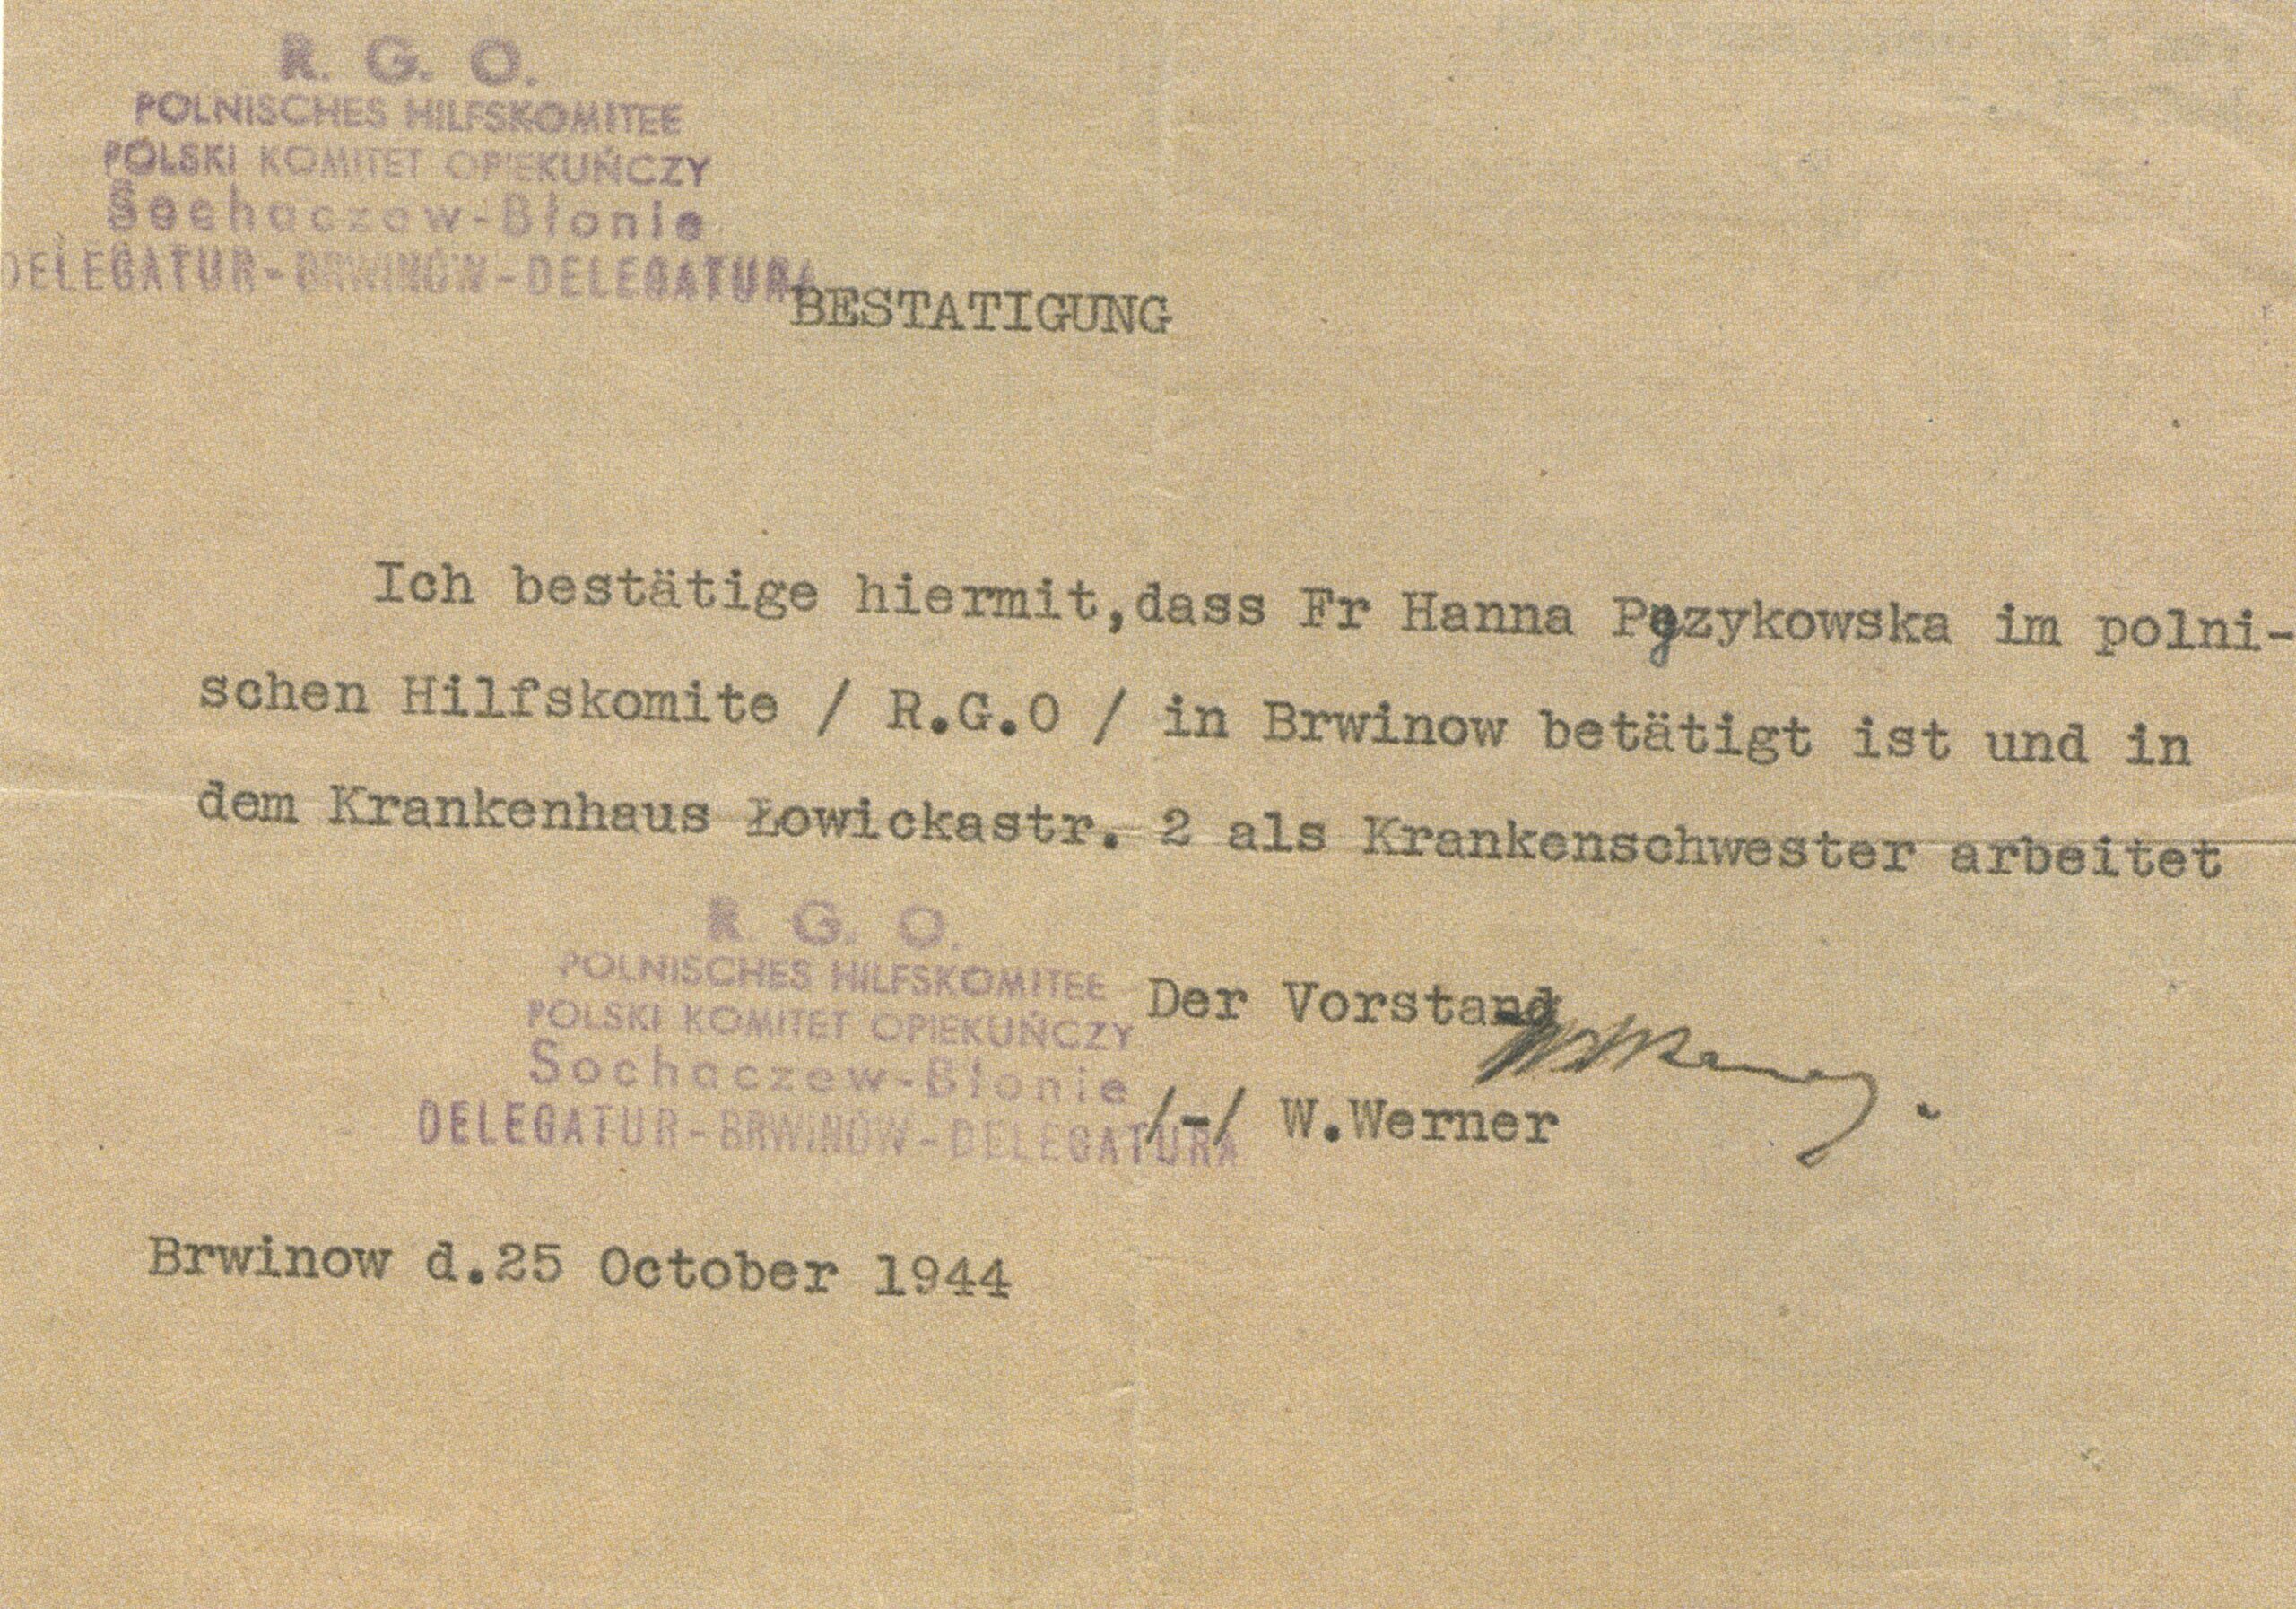 R. G. O.
POLNISCHES HILFSKOMITEE
POLSKI KOMITET OPIEKUŃCZY
Sochaczew-Błonie
DELEGATUR-BRWINÓW-DELEGATURA
BESTATIGUNG
Ich bestätige hiermit,dass Fr Hanna Pęzykowska im polni-
schen Hilfskomite / R.G.O / in Brwinow betätigt ist und in
dem Krankenhaus Łowickastr. 2 als Krankenschwester arbeitet
R. G. O.
POLNISCHES HILFSKOMITEE
POLSKI KOMITET OPIEKUŃCZY
Sochaczew-Błonie
DELEGATUR-BRWINÓW-DELEGATURA
Der Vorstand
/-/ W.Werner
Brwinow d.25 October 1944